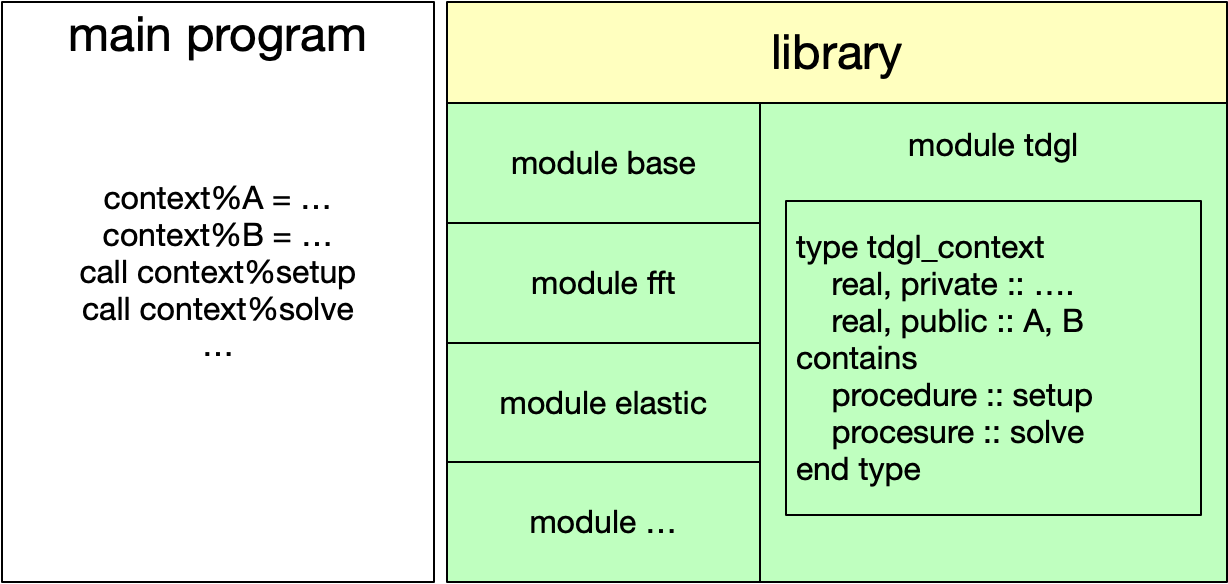 main program
context%A = …
context%B = …
call context%setup
call context%solve
…
library
module base
module fft
module elastic
module …
module tdgl
type tdgl_context
real, private :: ….
real, public :: A, B
contains
procedure :: setup
procesure :: solve
end type